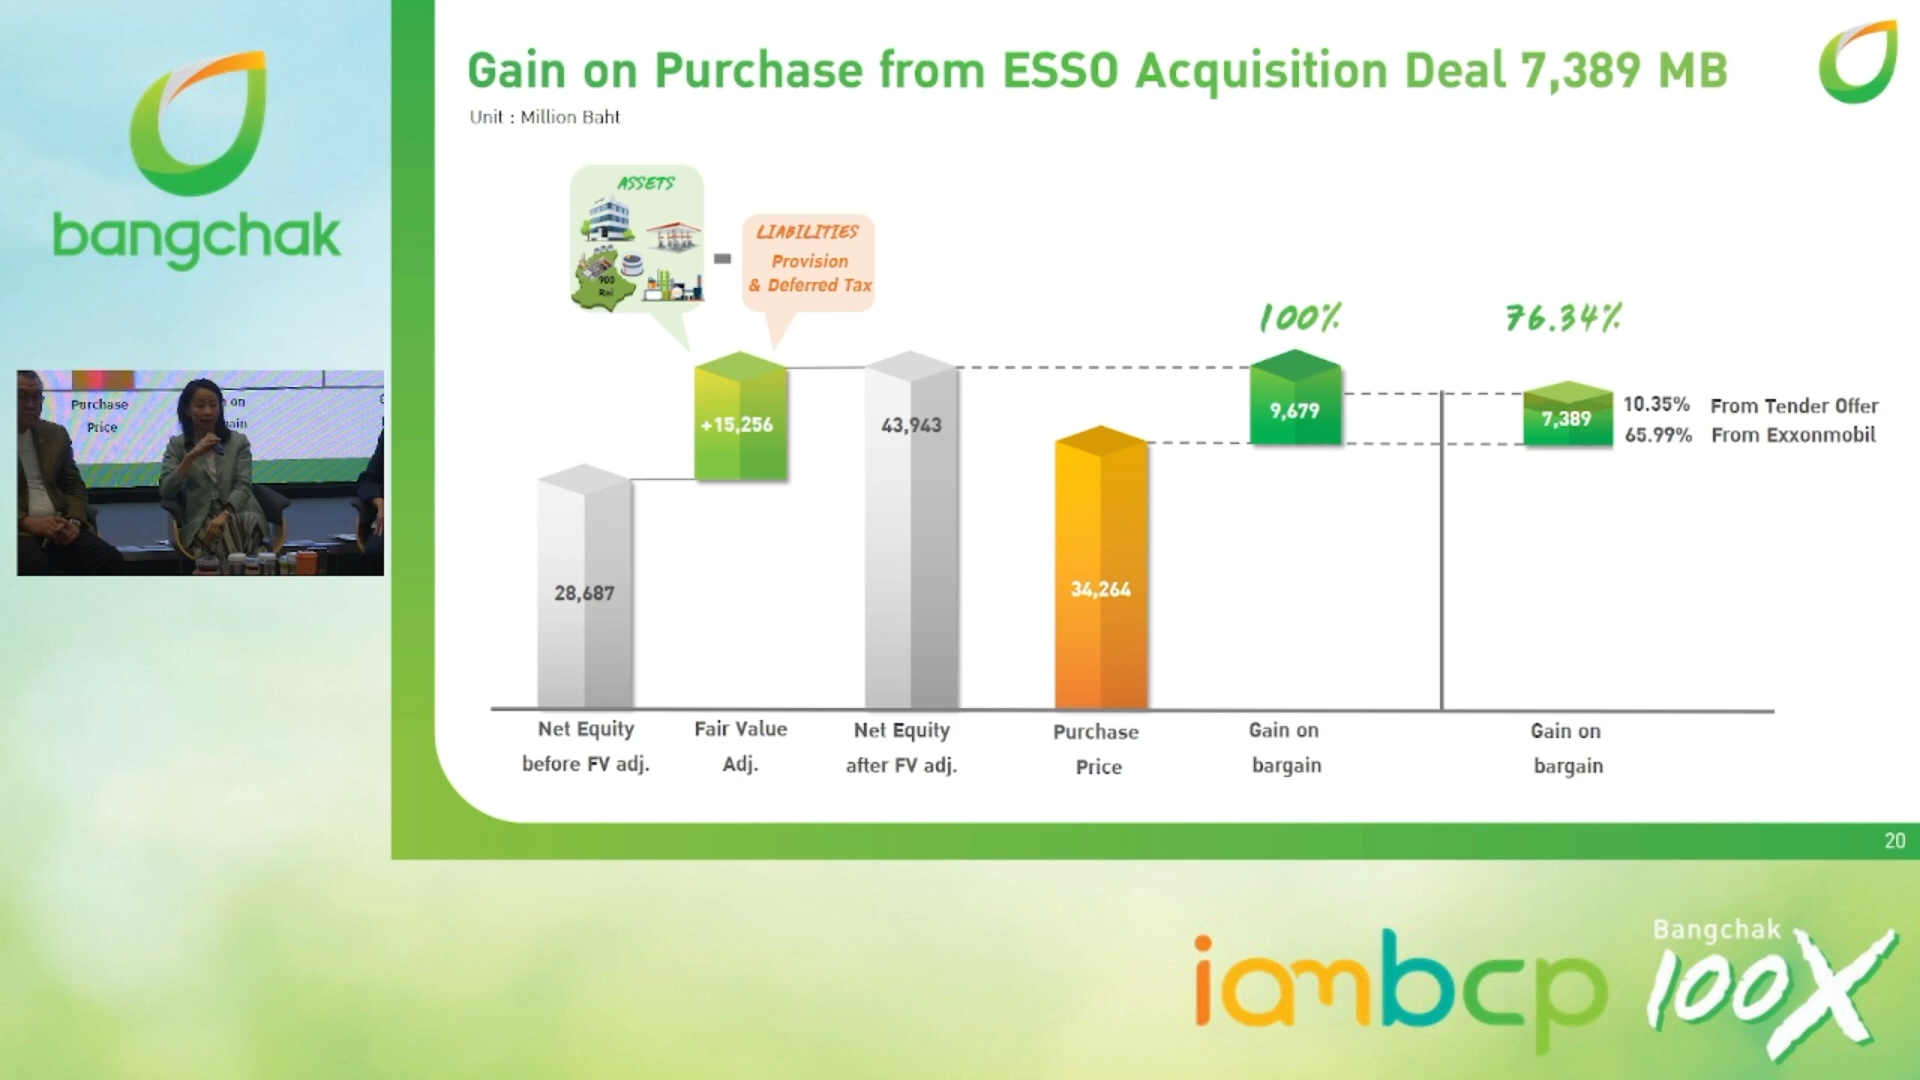 bangchak
Gain on Purchase from ESSO Acquisition Deal 7,389 MB
Unit : Million Baht
ASSETS
900
Rai
-
LIABILITIES
Provision
& Deferred Tax
100%
76.34%
+15,256
43,943
9,679
7,389
10.35% From Tender Offer
65.99% From Exxonmobil
28,687
34,264
Net Equity
before FV adj.
Fair Value
Adj.
Net Equity
after FV adj.
Purchase
Price
Gain on
bargain
Gain on
bargain
Purchase
Price
on
20
iambcp
Bangchak
100X